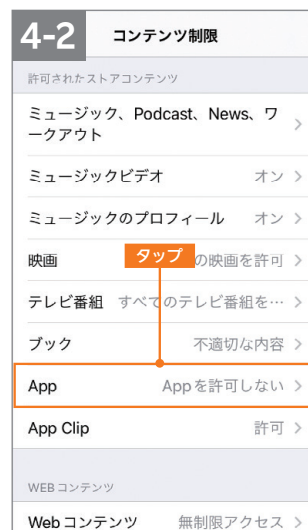 4-2 コンテンツ制限
許可されたストアコンテンツ
ミュージック、Podcast、News、ワ
ークアウト
ミュージックビデオ オン
ミュージックのプロフィール オン
映画 タップ の映画を許可
テレビ番組 すべてのテレビ番組を…
ブック 不適切な内容
App Appを許可しない
App Clip 許可
WEBコンテンツ
Webコンテンツ 無制限アクセス